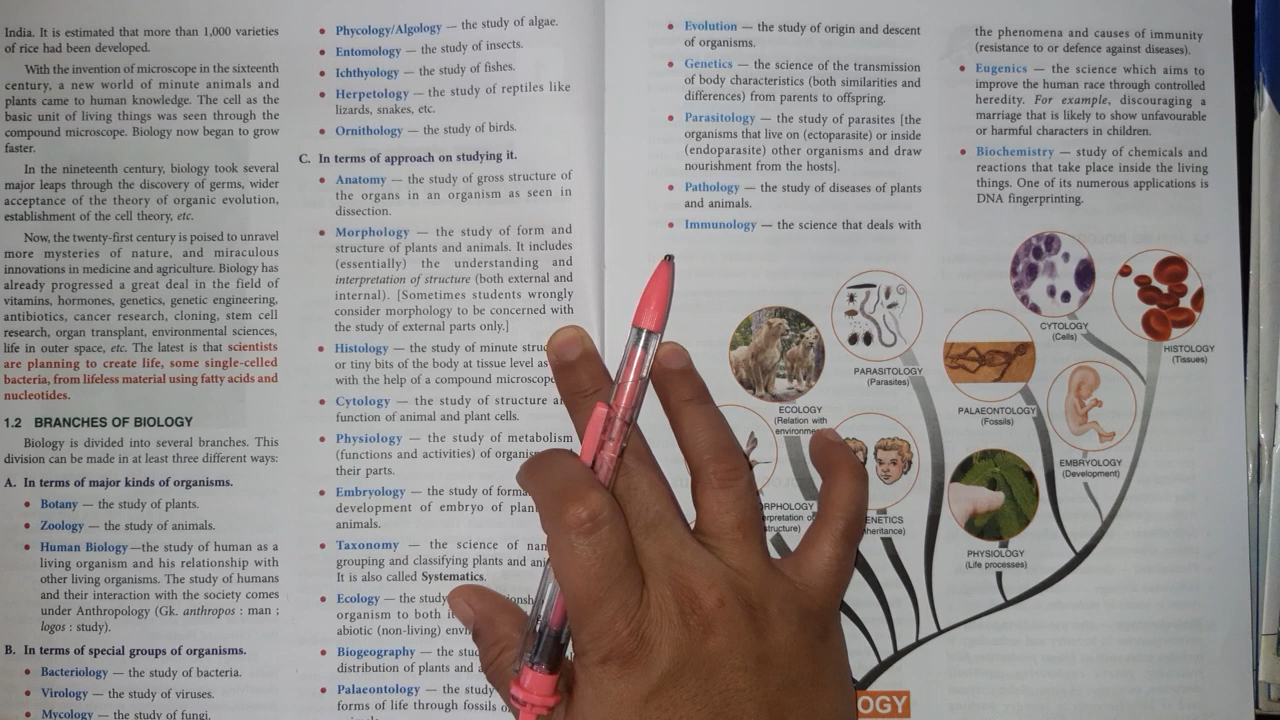 India. It is estimated that more than 1,000 varieties
of rice had been developed.
With the invention of microscope in the sixteenth
century, a new world of minute animals and
plants came to human knowledge. The cell as the
basic unit of living things was seen through the
compound microscope. Biology now began to grow
faster.
In the nineteenth century, biology took several
major leaps through the discovery of germs, wider
acceptance of the theory of organic evolution,
establishment of the cell theory, etc.
Now, the twenty-first century is poised to unravel
more mysteries of nature, and miraculous
innovations in medicine and agriculture. Biology has
already progressed a great deal in the field of
vitamins, hormones, genetics, genetic engineering,
antibiotics, cancer research, cloning, stem cell
research, organ transplant, environmental sciences,
life in outer space, etc. The latest is that scientists
are planning to create life, some single-celled
bacteria, from lifeless material using fatty acids and
nucleotides.
1.2 BRANCHES OF BIOLOGY
Biology is divided into several branches. This
division can be made in at least three different ways:
A. In terms of major kinds of organisms.
• Botany — the study of plants.
• Zoology — the study of animals.
• Human Biology—the study of human as a
living organism and his relationship with
other living organisms. The study of humans
and their interaction with the society comes
under Anthropology (Gk. anthropos : man ;
logos : study).
B. In terms of special groups of organisms.
• Bacteriology — the study of bacteria.
• Virology — the study of viruses.
• Mycology — the study of fungi.
• Phycology/Algology — the study of algae.
• Entomology — the study of insects.
• Ichthyology — the study of fishes.
• Herpetology — the study of reptiles like
lizards, snakes, etc.
• Ornithology — the study of birds.
C. In terms of approach on studying it.
• Anatomy — the study of gross structure of
the organs in an organism as seen in
dissection.
• Morphology — the study of form and
structure of plants and animals. It includes
(essentially) the understanding and
interpretation of structure (both external and
internal). [Sometimes students wrongly
consider morphology to be concerned with
the study of external parts only.]
• Histology — the study of minute
or tiny bits of the body at tissue level as
with the help of a compound microscope
• Cytology — the study of structure
function of animal and plant cells.
• Physiology — the study of metabolism
(functions and activities) of
their parts.
• Embryology — the study of
development of embryo of
animals.
• Taxonomy — the science of
grouping and classifying plants and
It is also called Systematics.
• Ecology — the study
organism to both
abiotic (non-living)
• Biogeography — the
distribution of plants and
• Palaeontology — the study
forms of life through fossils
• Evolution — the study of origin and descent
of organisms.
• Genetics — the science of the transmission
of body characteristics (both similarities and
differences) from parents to offspring.
• Parasitology — the study of parasites [the
organisms that live on (ectoparasite) or inside
(endoparasite) other organisms and draw
nourishment from the hosts].
• Pathology — the study of diseases of plants
and animals.
• Immunology — the science that deals with
the phenomena and causes of immunity
(resistance to or defence against diseases).
• Eugenics — the science which aims to
improve the human race through controlled
heredity. For example, discouraging a
marriage that is likely to show unfavourable
or harmful characters in children.
• Biochemistry — study of chemicals and
reactions that take place inside the living
things. One of its numerous applications is
DNA fingerprinting.
CYTOLOGY
(Cells)
HISTOLOGY
(Tissues)
PARASITOLOGY
(Parasites)
ECOLOGY
(Relation with
PALAEONTOLOGY
(Fossils)
EMBRYOLOGY
(Development)
PHYSIOLOGY
(Life processes)